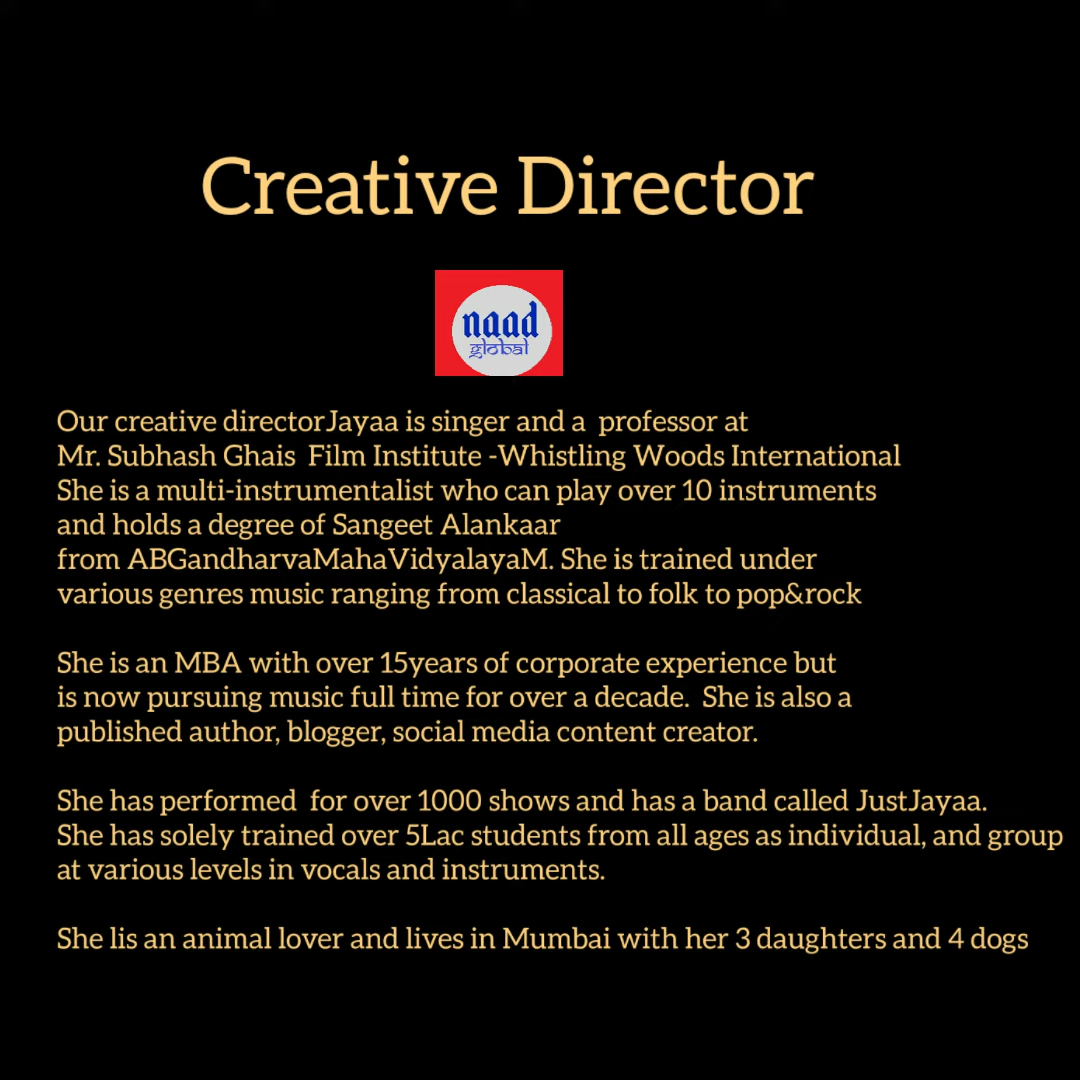 Creative Director
naad
global
Our creative directorJayaa is singer and a professor at
Mr. Subhash Ghais Film Institute -Whistling Woods International
She is a multi-instrumentalist who can play over 10 instruments
and holds a degree of Sangeet Alankaar
from ABGandharvaMahaVidyalayaM. She is trained under
various genres music ranging from classical to folk to pop&rock
She is an MBA with over 15years of corporate experience but
is now pursuing music full time for over a decade. She is also a
published author, blogger, social media content creator.
She has performed for over 1000 shows and has a band called JustJayaa.
She has solely trained over 5Lac students from all ages as individual, and group
at various levels in vocals and instruments.
She lis an animal lover and lives in Mumbai with her 3 daughters and 4 dogs